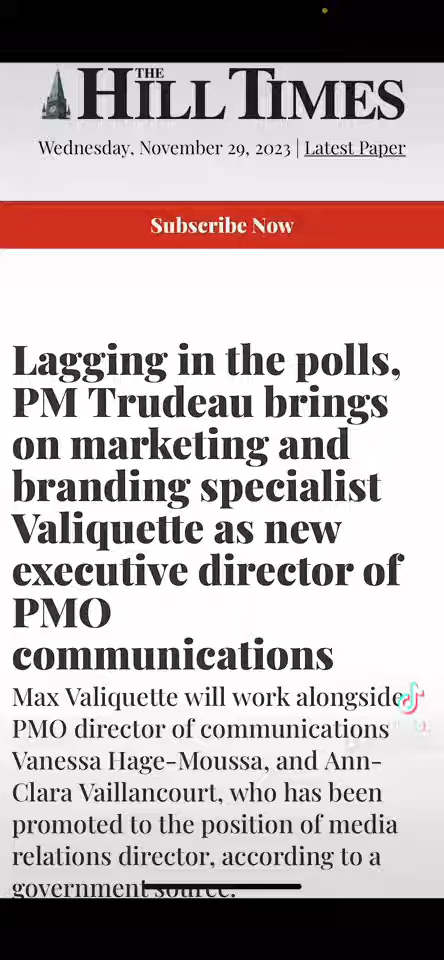 THE HILL TIMES
Wednesday, November 29, 2023 | Latest Paper
Subscribe Now
Lagging in the polls,
PM Trudeau brings
on marketing and
branding specialist
Valiquette as new
executive director of
PMO
communications
Max Valiquette will work alongside
PMO director of communications
Vanessa Hage-Moussa, and Ann-
Clara Vaillancourt, who has been
promoted to the position of media
relations director, according to a
government source.